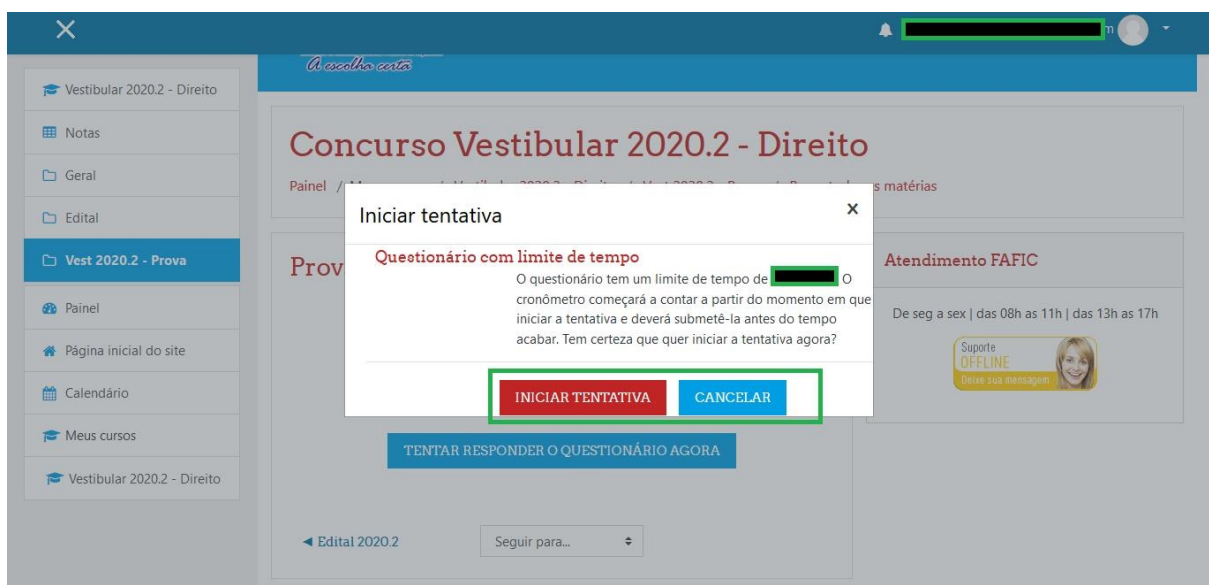 m
A escolha certa
Vestibular 2020.2 - Direito
Notas
Geral
Edital
Vest 2020.2 - Prova
Painel
Página inicial do site
Calendário
Meus cursos
Vestibular 2020.2 - Direito
Concurso Vestibular 2020.2 - Direito
Painel / s matérias
Iniciar tentativa x
Questionário com limite de tempo
O questionário tem um limite de tempo de O
cronômetro começará a contar a partir do momento em que
iniciar a tentativa e deverá submetê-la antes do tempo
acabar. Tem certeza que quer iniciar a tentativa agora?
INICIAR TENTATIVA CANCELAR
Prov
TENTAR RESPONDER O QUESTIONÁRIO AGORA
◄ Edital 2020.2 Seguir para...
Atendimento FAFIC
De seg a sex | das 08h as 11h | das 13h as 17h
Suporte
OFFLINE
Deixe sua mensagem